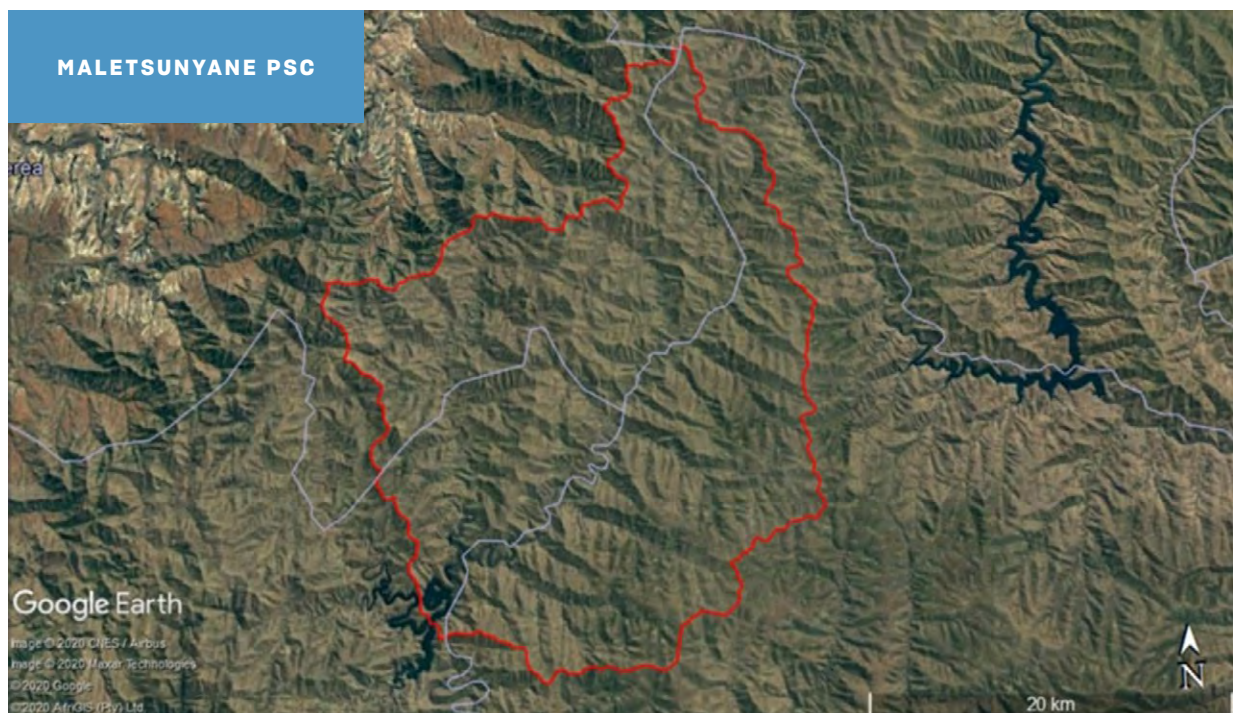 MALETSUNYANE PSC
erea
Google Earth
Image © 2020 CNES / Airbus
Image © 2020 Maxar Technologies
© 2020 Google
© 2020 AfriGIS (Pty) Ltd.
N
20 km